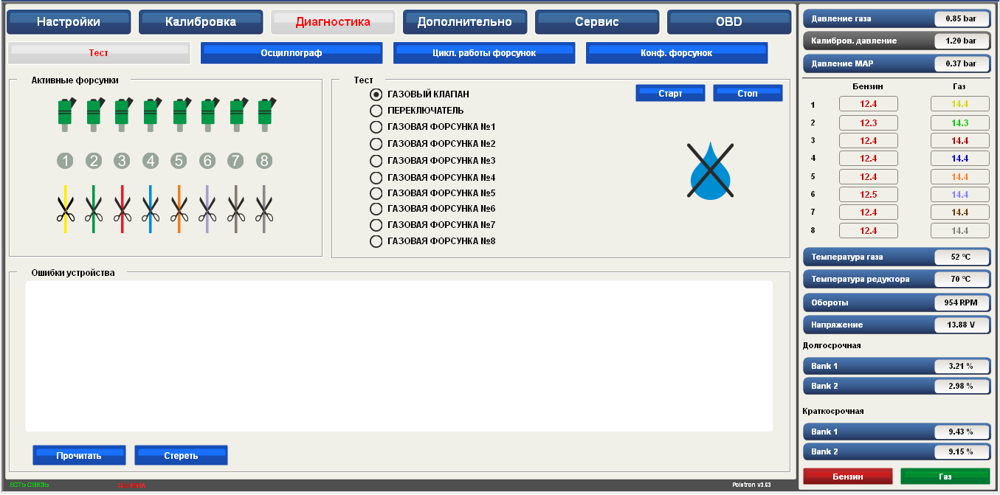 Настройки Калибровка Диагностика Дополнительно Сервис OBD
Тест Осциллограф Цикл. работы форсунок Конф. форсунок
Активные форсунки
1 2 3 4 5 6 7 8
Тест
ГАЗОВЫЙ КЛАПАН
ПЕРЕКЛЮЧАТЕЛЬ
ГАЗОВАЯ ФОРСУНКА №1
ГАЗОВАЯ ФОРСУНКА №2
ГАЗОВАЯ ФОРСУНКА №3
ГАЗОВАЯ ФОРСУНКА №4
ГАЗОВАЯ ФОРСУНКА №5
ГАЗОВАЯ ФОРСУНКА №6
ГАЗОВАЯ ФОРСУНКА №7
ГАЗОВАЯ ФОРСУНКА №8
Старт Стоп
Ошибки устройства
Прочитать Стереть
ЕСТЬ СВЯЗЬ
Poletron v3.63
Давление газа 0.85 bar
Калибров. давление 1.20 bar
Давление MAP 0.37 bar
Бензин Газ
1 12.4 14.4
2 12.3 14.3
3 12.4 14.4
4 12.4 14.4
5 12.4 14.4
6 12.5 14.4
7 12.4 14.4
8 12.4 14.4
Температура газа 52 °C
Температура редуктора 70 °C
Обороты 954 RPM
Напряжение 13.88 V
Долгосрочная
Bank 1 3.21 %
Bank 2 2.98 %
Краткосрочная
Bank 1 9.43 %
Bank 2 9.15 %
Бензин Газ